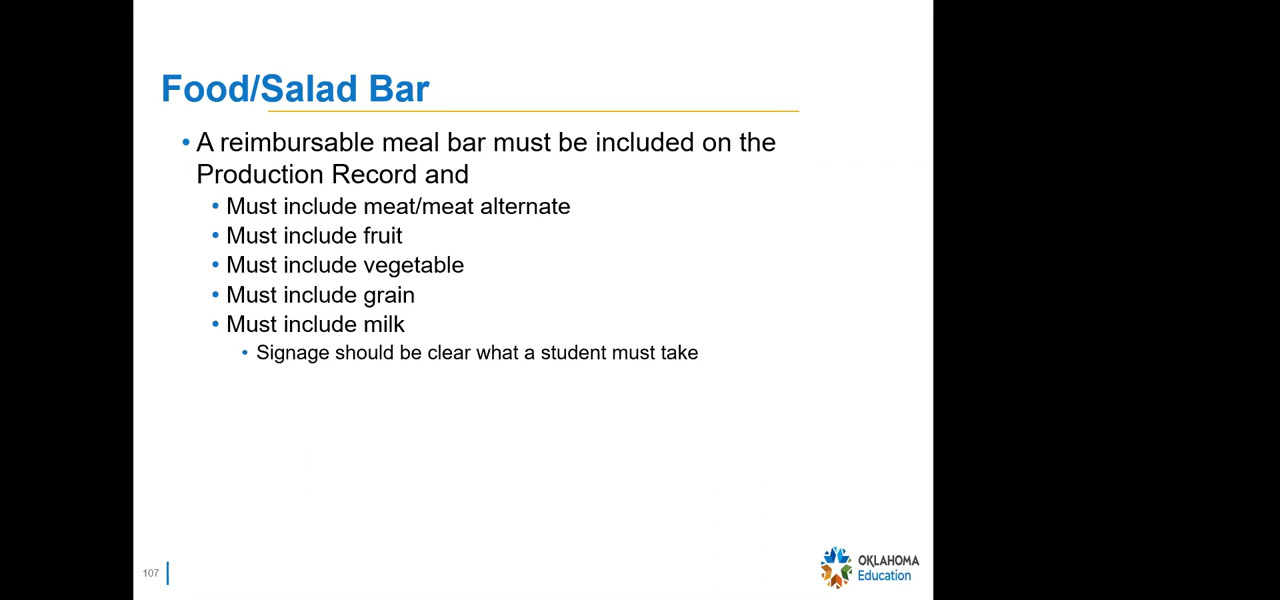 Food/Salad Bar
• A reimbursable meal bar must be included on the
Production Record and
• Must include meat/meat alternate
• Must include fruit
• Must include vegetable
• Must include grain
• Must include milk
• Signage should be clear what a student must take
107
OKLAHOMA
Education